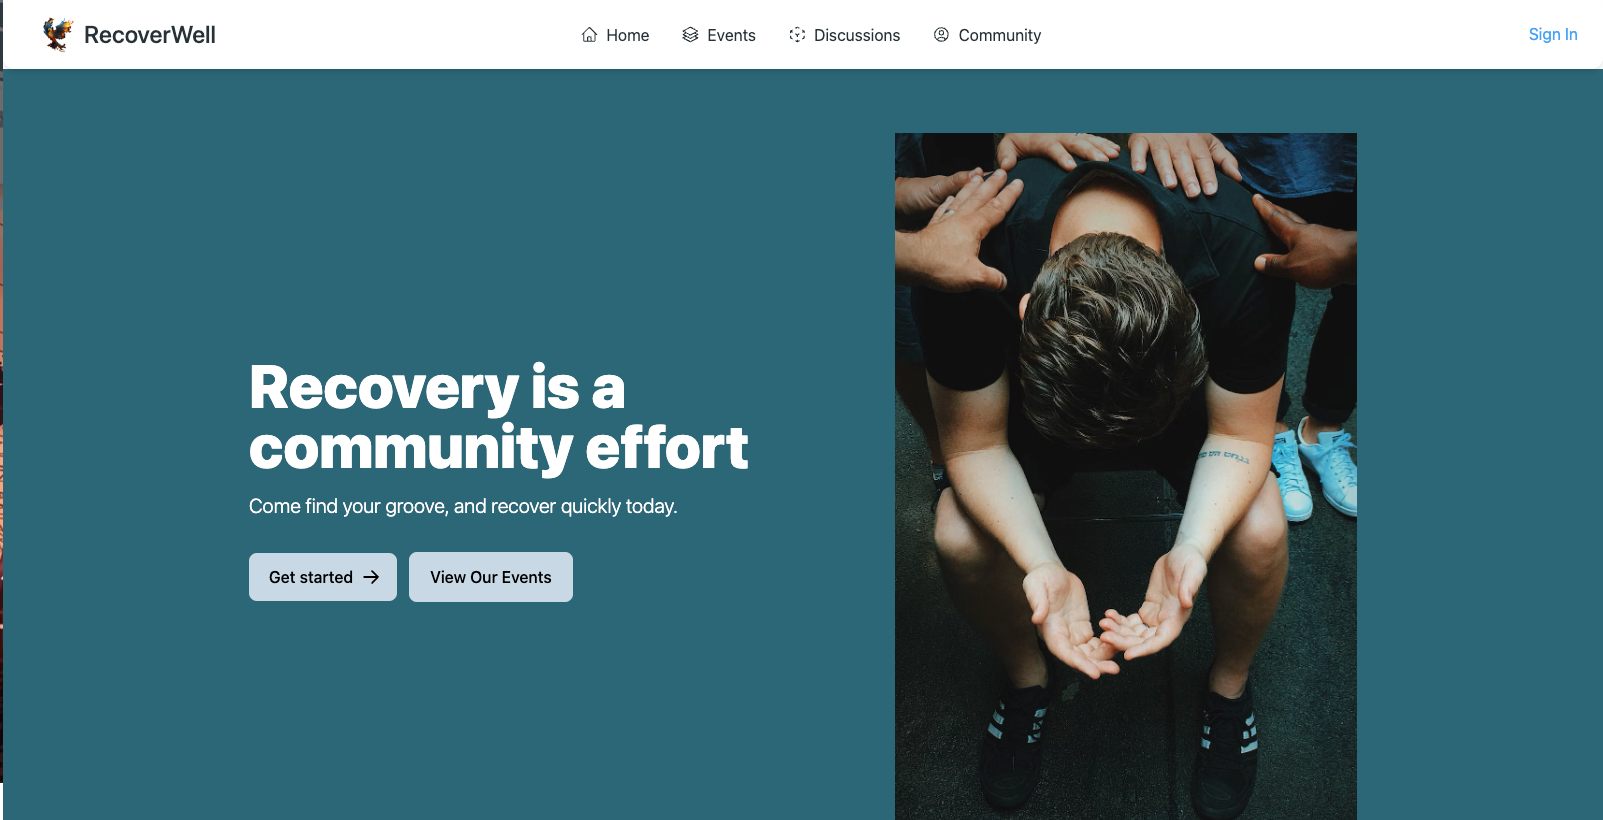 RecoverWell
Home
Events
Discussions
Community
Sign In
Recovery is a
community effort
Come find your groove, and recover quickly today.
Get started
View Our Events